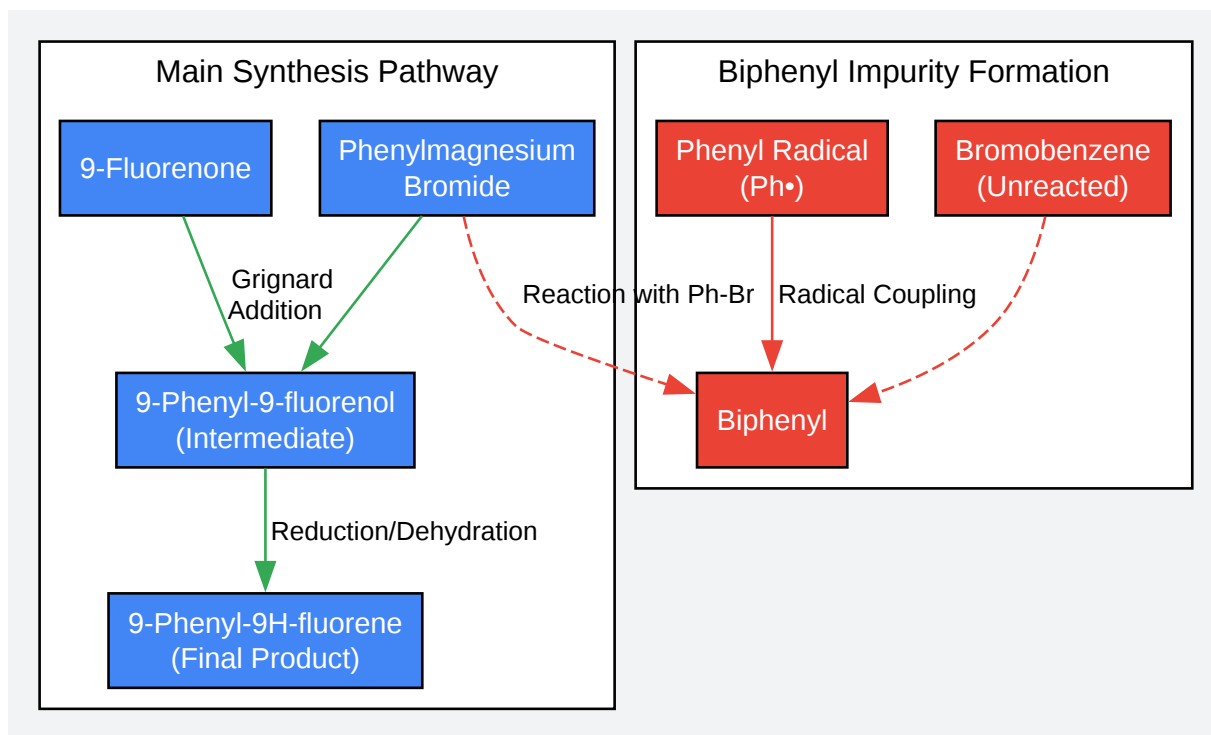 Main Synthesis Pathway
Biphenyl Impurity Formation
9-Fluorenone
Phenylmagnesium
Bromide
Phenyl Radical
(Ph•)
Bromobenzene
(Unreacted)
Grignard
Addition
Reaction with Ph-Br
Radical Coupling
9-Phenyl-9-fluorenol
(Intermediate)
Biphenyl
Reduction/Dehydration
9-Phenyl-9H-fluorene
(Final Product)